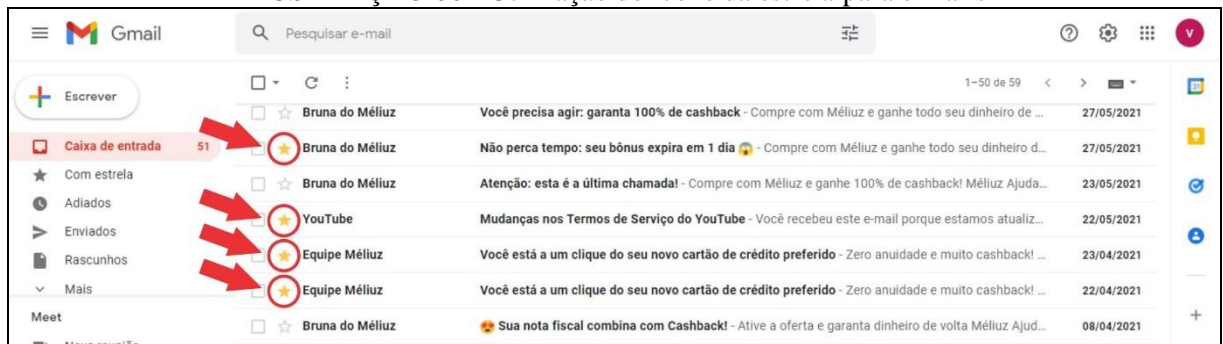 Gmail
Pesquisar e-mail
V
Escrever
1–50 de 59
31
Bruna do Méliuz Você precisa agir: garanta 100% de cashback - Compre com Méliuz e ganhe todo seu dinheiro de ... 27/05/2021
Caixa de entrada 51
Bruna do Méliuz Não perca tempo: seu bônus expira em 1 dia 😱 - Compre com Méliuz e ganhe todo seu dinheiro d... 27/05/2021
Com estrela
Bruna do Méliuz Atenção: esta é a última chamada! - Compre com Méliuz e ganhe 100% de cashback! Méliuz Ajuda... 23/05/2021
Adiados
YouTube Mudanças nos Termos de Serviço do YouTube - Você recebeu este e-mail porque estamos atualiz... 22/05/2021
Enviados
Equipe Méliuz Você está a um clique do seu novo cartão de crédito preferido - Zero anuidade e muito cashback! ... 23/04/2021
Rascunhos
Mais
Equipe Méliuz Você está a um clique do seu novo cartão de crédito preferido - Zero anuidade e muito cashback! ... 22/04/2021
Meet
Bruna do Méliuz 😍 Sua nota fiscal combina com Cashback! - Ative a oferta e garanta dinheiro de volta Méliuz Ajud... 08/04/2021